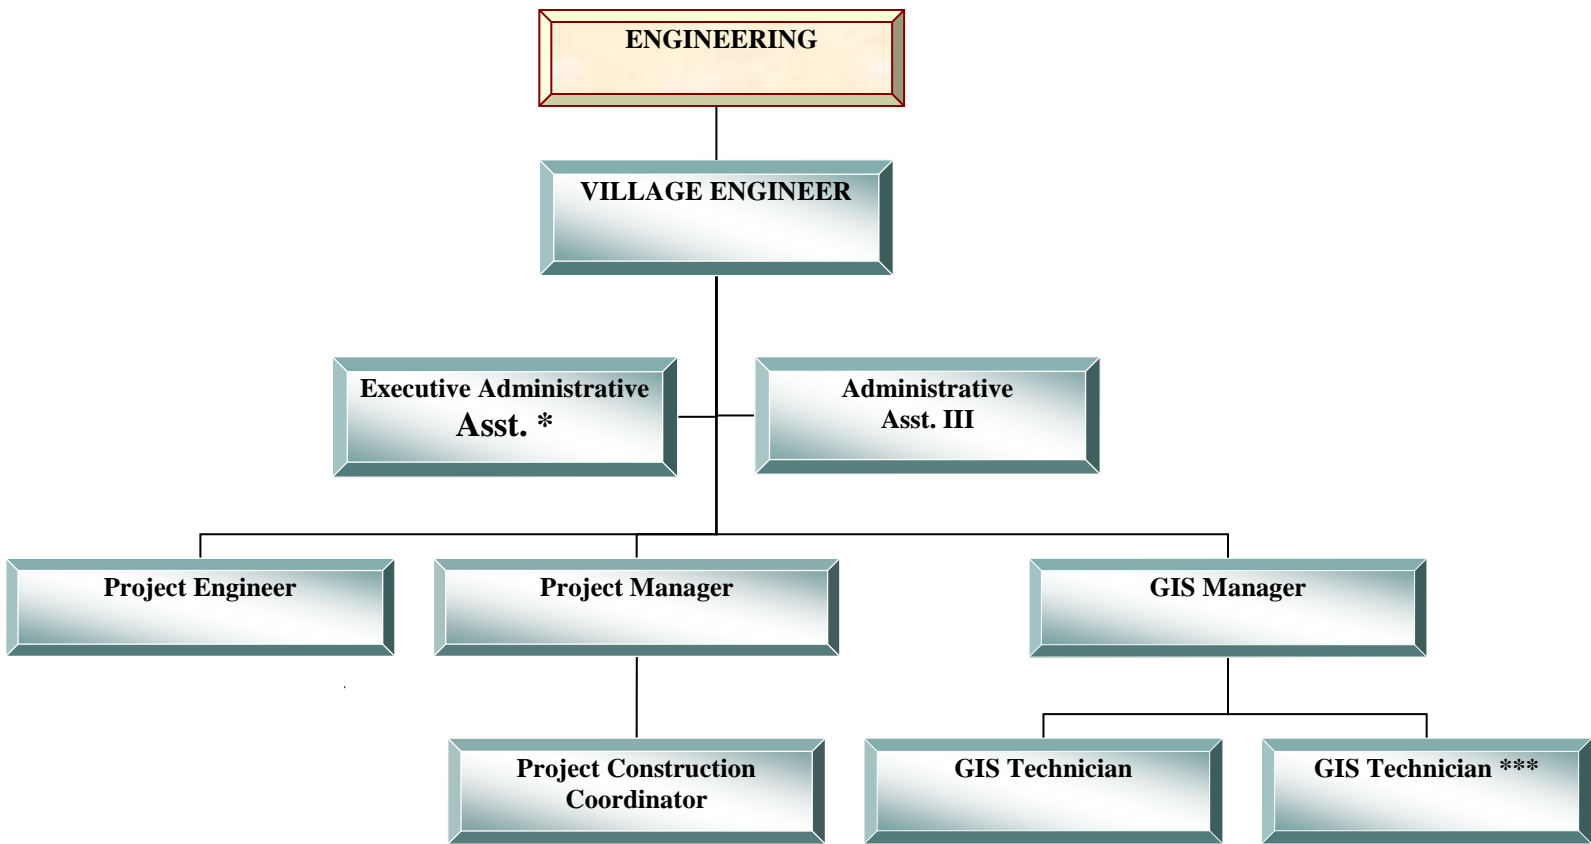 ENGINEERING
VILLAGE ENGINEER
Executive Administrative
Asst. *
Administrative
Asst. III
Project Engineer
Project Manager
GIS Manager
Project Construction
Coordinator
GIS Technician
GIS Technician ***